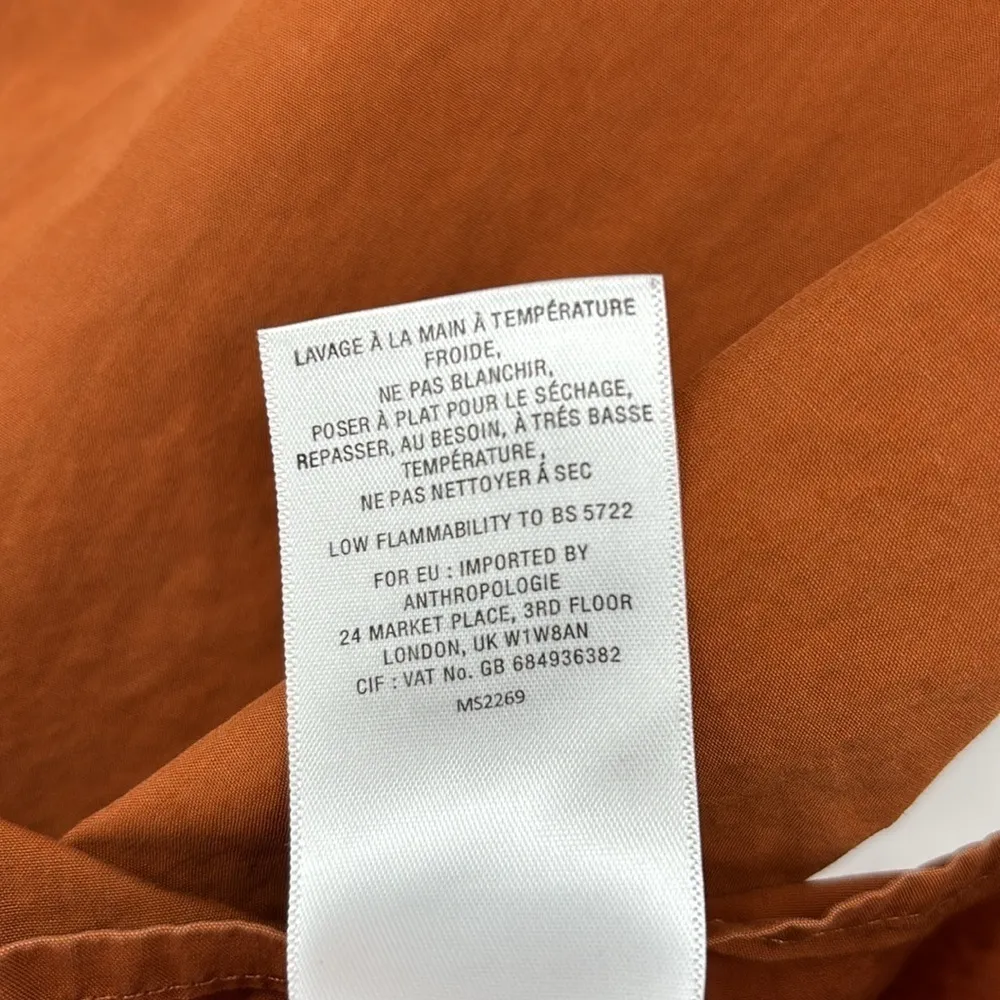 LAVAGE À LA MAIN À TEMPÉRATURE
FROIDE,
NE PAS BLANCHIR,
POSER À PLAT POUR LE SÉCHAGE,
REPASSER, AU BESOIN, À TRÉS BASSE
TEMPÉRATURE,
NE PAS NETTOYER Á SEC
LOW FLAMMABILITY TO BS 5722
FOR EU : IMPORTED BY
ANTHROPOLOGIE
24 MARKET PLACE, 3RD FLOOR
LONDON, UK W1W8AN
CIF : VAT No. GB 684936382
MS2269